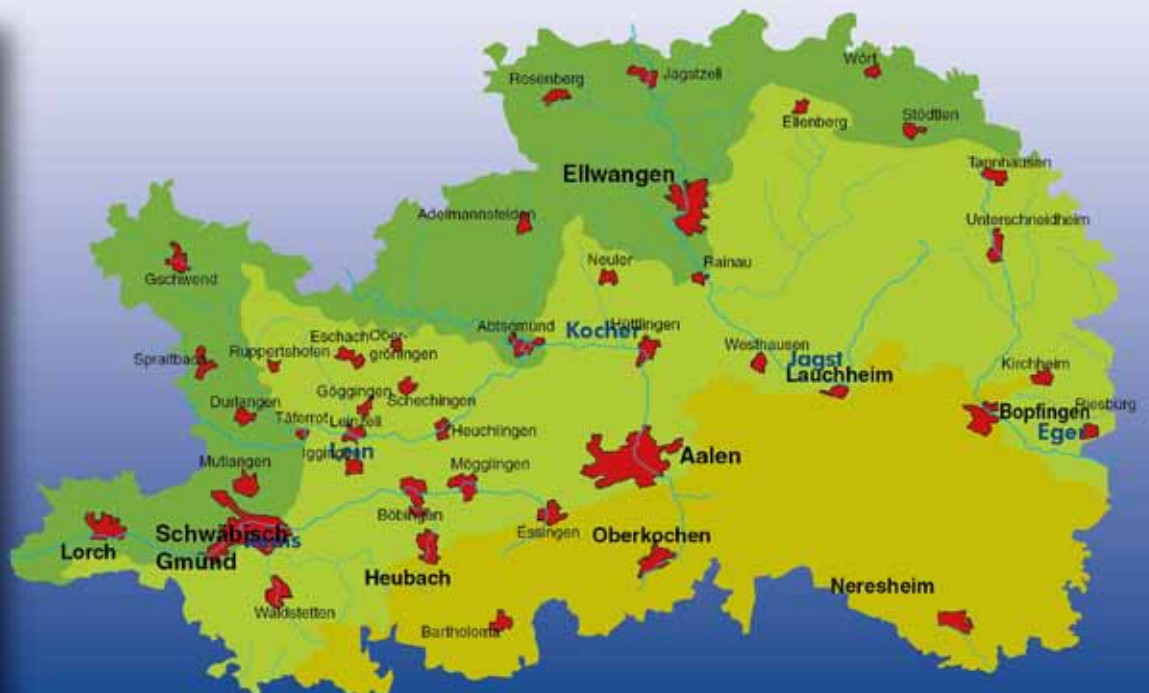 Wört
Rosenberg
Jagstzell
Ellenberg
Stödtlen
Tannhausen
Ellwangen
Adelmannsfelden
Unterschneidheim
Gschwend
Neuler
Rainau
Abtsgmünd
Kocher
Hüttlingen
Eschach
Ober-
gröningen
Spraitbach
Ruppertshofen
Westhausen
Jagst
Lauchheim
Kirchheim
Göggingen
Schechingen
Durlangen
Täferrot
Leinzell
Heuchlingen
Bopfingen
Riesbürg
Eger
Lein
Iggingen
Mutlangen
Mögglingen
Aalen
Böbingen
Essingen
Schwäbisch
Gmünd
Rems
Lorch
Oberkochen
Heubach
Neresheim
Waldstetten
Bartholomä